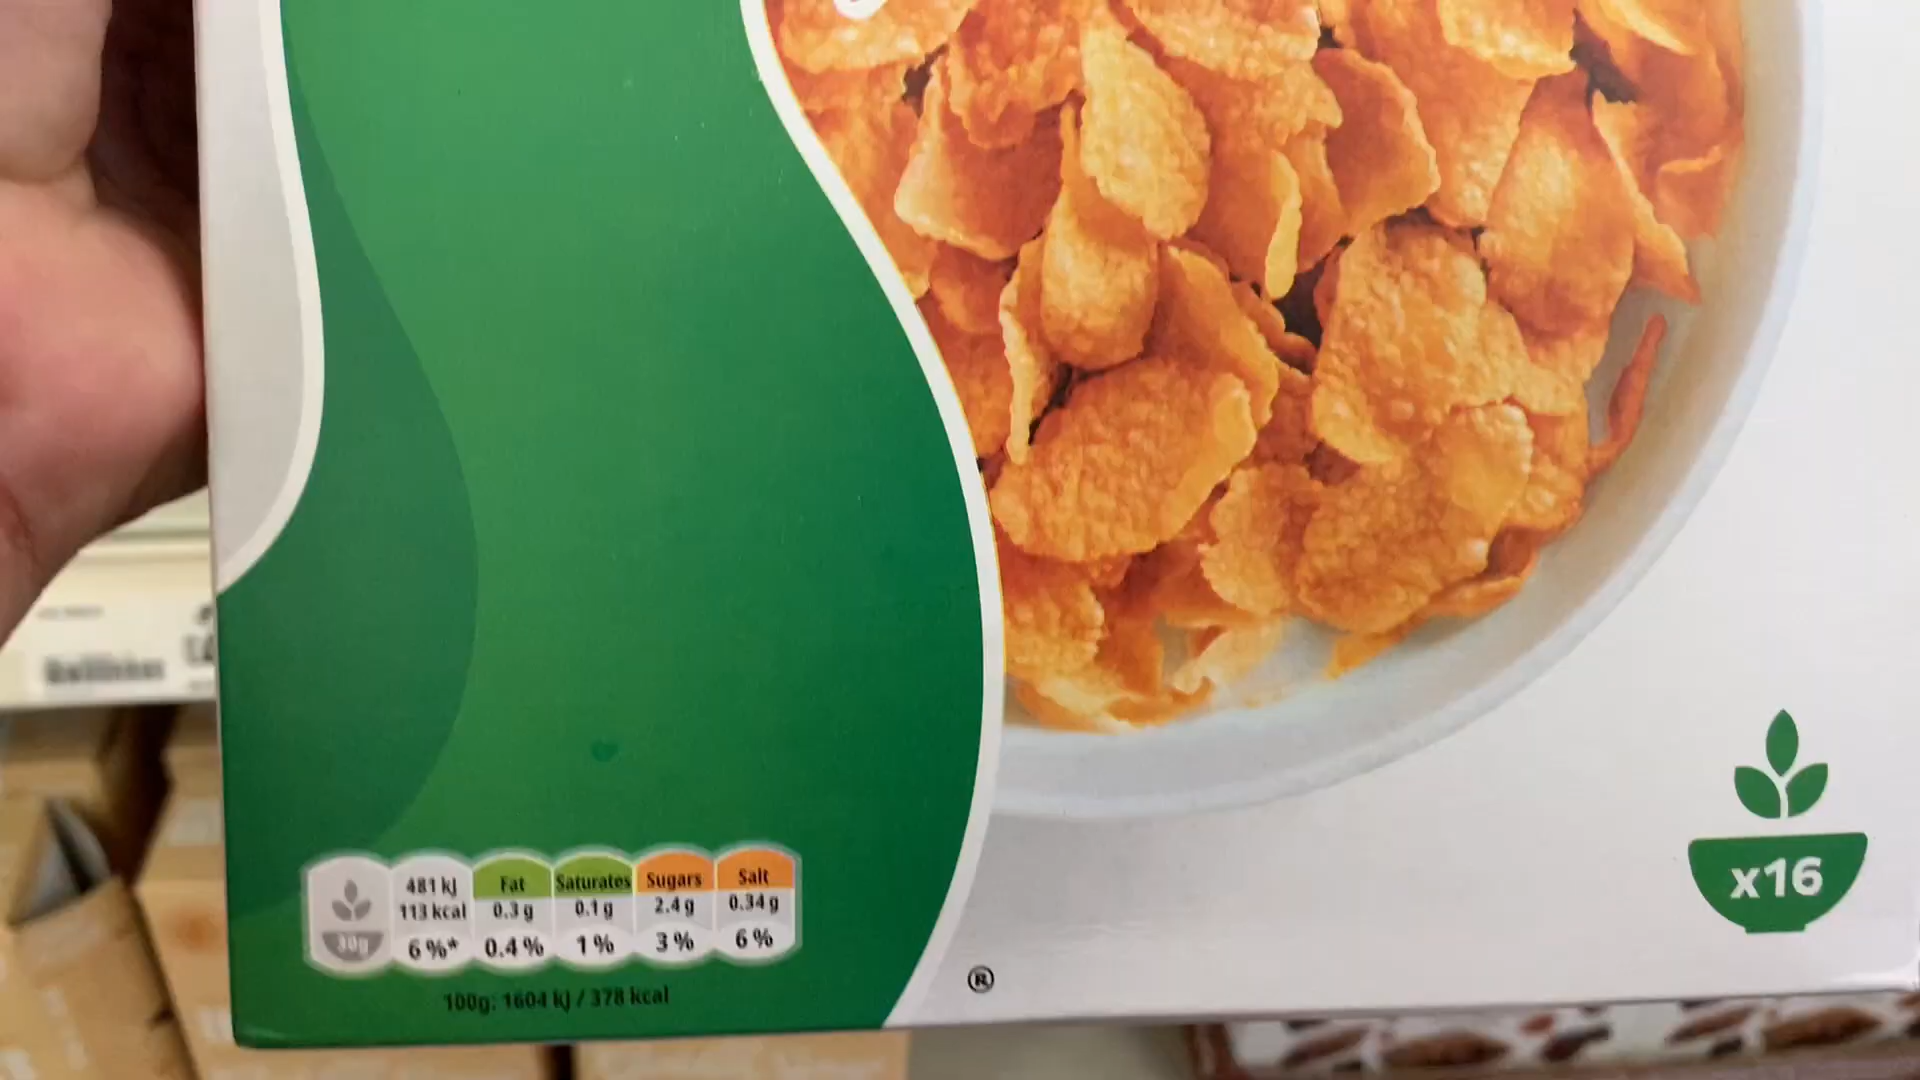 481 kJ
113 kcal
6%*
Fat
0.3 g
0.4%
Saturates
0.1 g
1%
Sugars
2.4 g
3%
Salt
0.34 g
6%
30g
100g: 1604 kJ / 378 kcal
®
x16